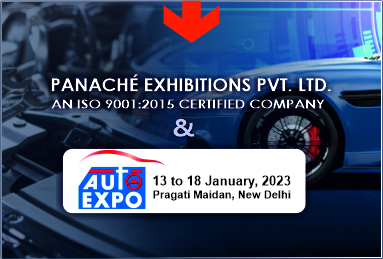 PANACHÉ EXHIBITIONS PVT. LTD.
AN ISO 9001:2015 CERTIFIED COMPANY
&
AUTO
EXPO
13 to 18 January, 2023
Pragati Maidan, New Delhi